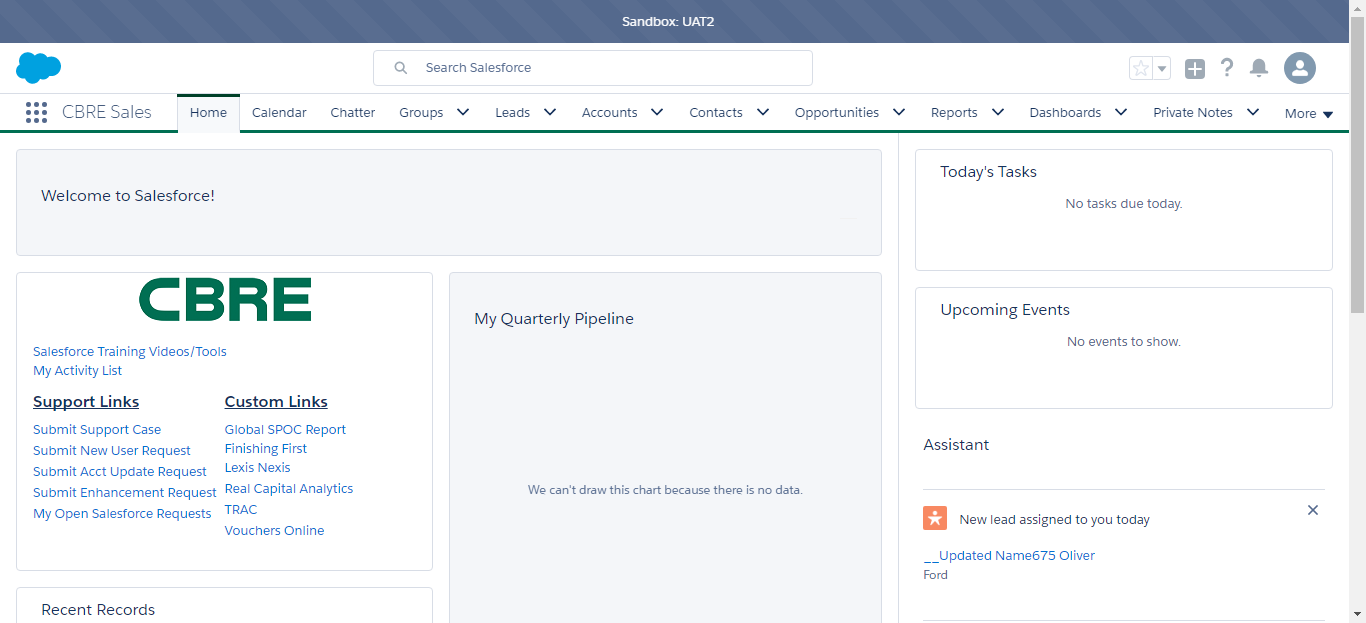 Sandbox: UAT2
Search Salesforce
CBRE Sales
Home
Calendar
Chatter
Groups
Leads
Accounts
Contacts
Opportunities
Reports
Dashboards
Private Notes
More
Welcome to Salesforce!
CBRE
Salesforce Training Videos/Tools
My Activity List
Support Links
Submit Support Case
Submit New User Request
Submit Acct Update Request
Submit Enhancement Request
My Open Salesforce Requests
Custom Links
Global SPOC Report
Finishing First
Lexis Nexis
Real Capital Analytics
TRAC
Vouchers Online
Recent Records
My Quarterly Pipeline
We can't draw this chart because there is no data.
Today's Tasks
No tasks due today.
Upcoming Events
No events to show.
Assistant
New lead assigned to you today
__Updated Name675 Oliver
Ford